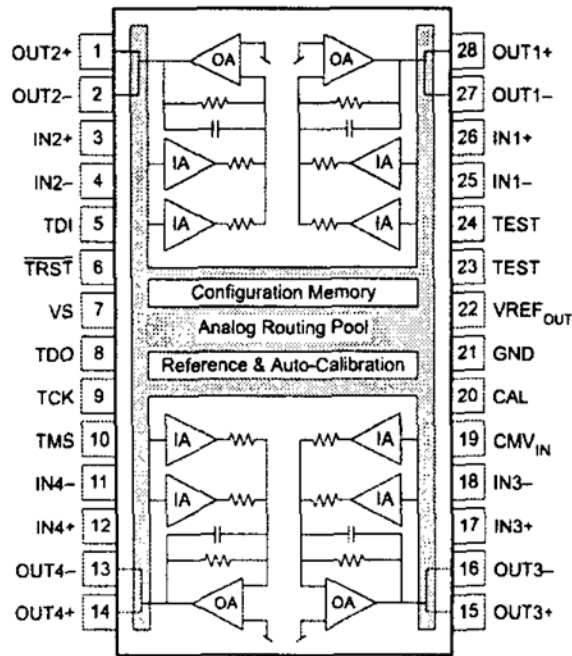 OUT2+ 1 OA OA 28 OUT1+
OUT2– 2 27 OUT1–
IN2+ 3 26 IN1+
IN2– 4 IA IA 25 IN1–
TDI 5 IA IA 24 TEST
TRST 6 23 TEST
Configuration Memory
VS 7 22 VREFOUT
Analog Routing Pool
TDO 8 21 GND
Reference & Auto-Calibration
TCK 9 20 CAL
TMS 10 IA IA 19 CMVIN
IN4– 11 IA IA 18 IN3–
IN4+ 12 17 IN3+
OUT4– 13 16 OUT3–
OUT4+ 14 OA OA 15 OUT3+